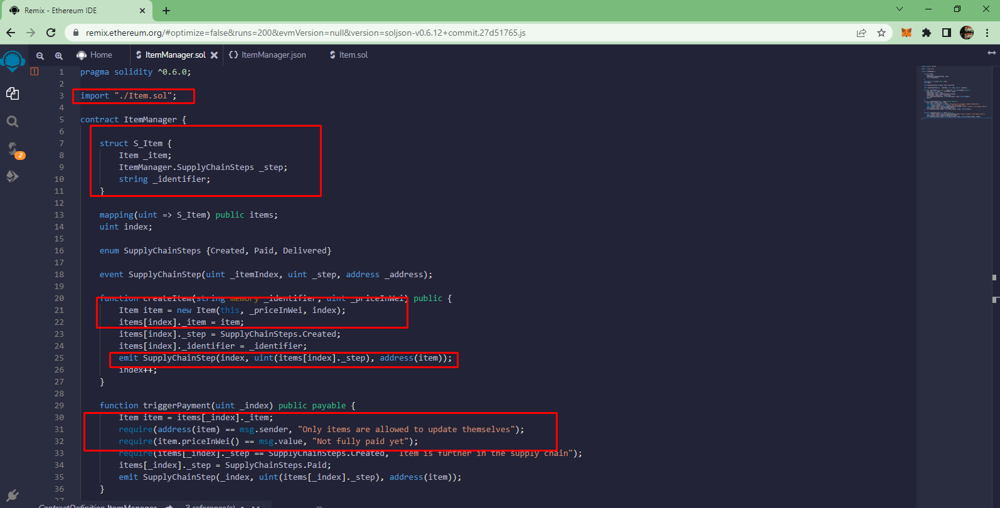 Remix - Ethereum IDE
remix.ethereum.org/#optimize=false&runs=200&evmVersion=null&version=soljson-v0.6.12+commit.27d51765.js
Home
ItemManager.sol
{} ItemManager.json
Item.sol
1 pragma solidity ^0.6.0;
2
3 import "./Item.sol";
4
5 contract ItemManager {
6
7 struct S_Item {
8 Item _item;
9 ItemManager.SupplyChainSteps _step;
10 string _identifier;
11 }
12
13 mapping(uint => S_Item) public items;
14 uint index;
15
16 enum SupplyChainSteps {Created, Paid, Delivered}
17
18 event SupplyChainStep(uint _itemIndex, uint _step, address _address);
19
20 function createItem(string memory _identifier, uint _priceInWei) public {
21 Item item = new Item(this, _priceInWei, index);
22 items[index]._item = item;
23 items[index]._step = SupplyChainSteps.Created;
24 items[index]._identifier = _identifier;
25 emit SupplyChainStep(index, uint(items[index]._step), address(item));
26 index++;
27 }
28
29 function triggerPayment(uint _index) public payable {
30 Item item = items[_index]._item;
31 require(address(item) == msg.sender, "Only items are allowed to update themselves");
32 require(item.priceInWei() == msg.value, "Not fully paid yet");
33 require(items[_index]._step == SupplyChainSteps.Created, "Item is further in the supply chain");
34 items[_index]._step = SupplyChainSteps.Paid;
35 emit SupplyChainStep(_index, uint(items[_index]._step), address(item));
36 }
37
2
ContractDefinition ItemManager 3 reference(s)